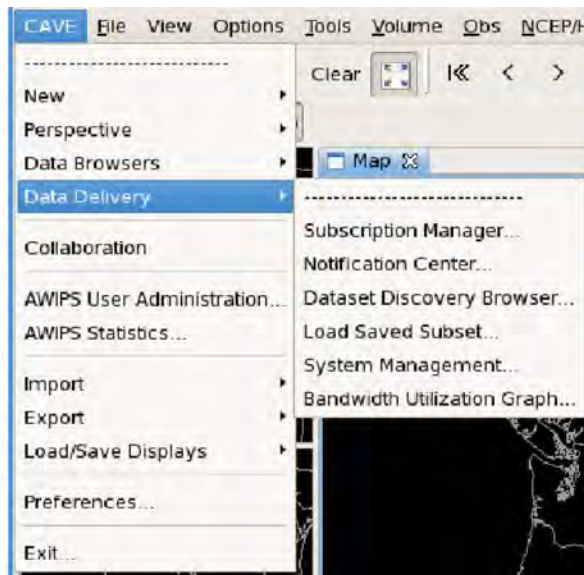 CAVE File View Options Tools Volume Obs NCEP/H
Clear
Map
New
Perspective
Data Browsers
Data Delivery
Collaboration
AWIPS User Administration...
AWIPS Statistics...
Import
Export
Load/Save Displays
Preferences...
Exit...
Subscription Manager...
Notification Center...
Dataset Discovery Browser...
Load Saved Subset...
System Management...
Bandwidth Utilization Graph...